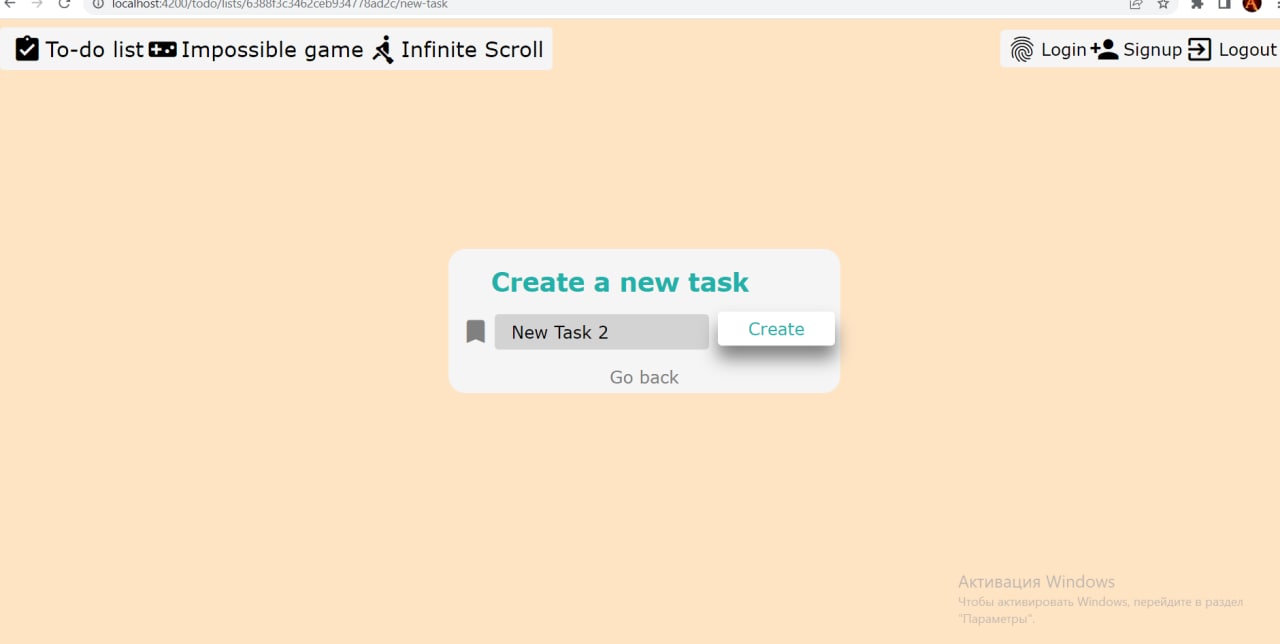 localhost:4200/todo/lists/6388f3c3462ceb934778ad2c/new-task
To-do list Impossible game Infinite Scroll
Login Signup Logout
Create a new task
New Task 2 Create
Go back
Активация Windows
Чтобы активировать Windows, перейдите в раздел
"Параметры".